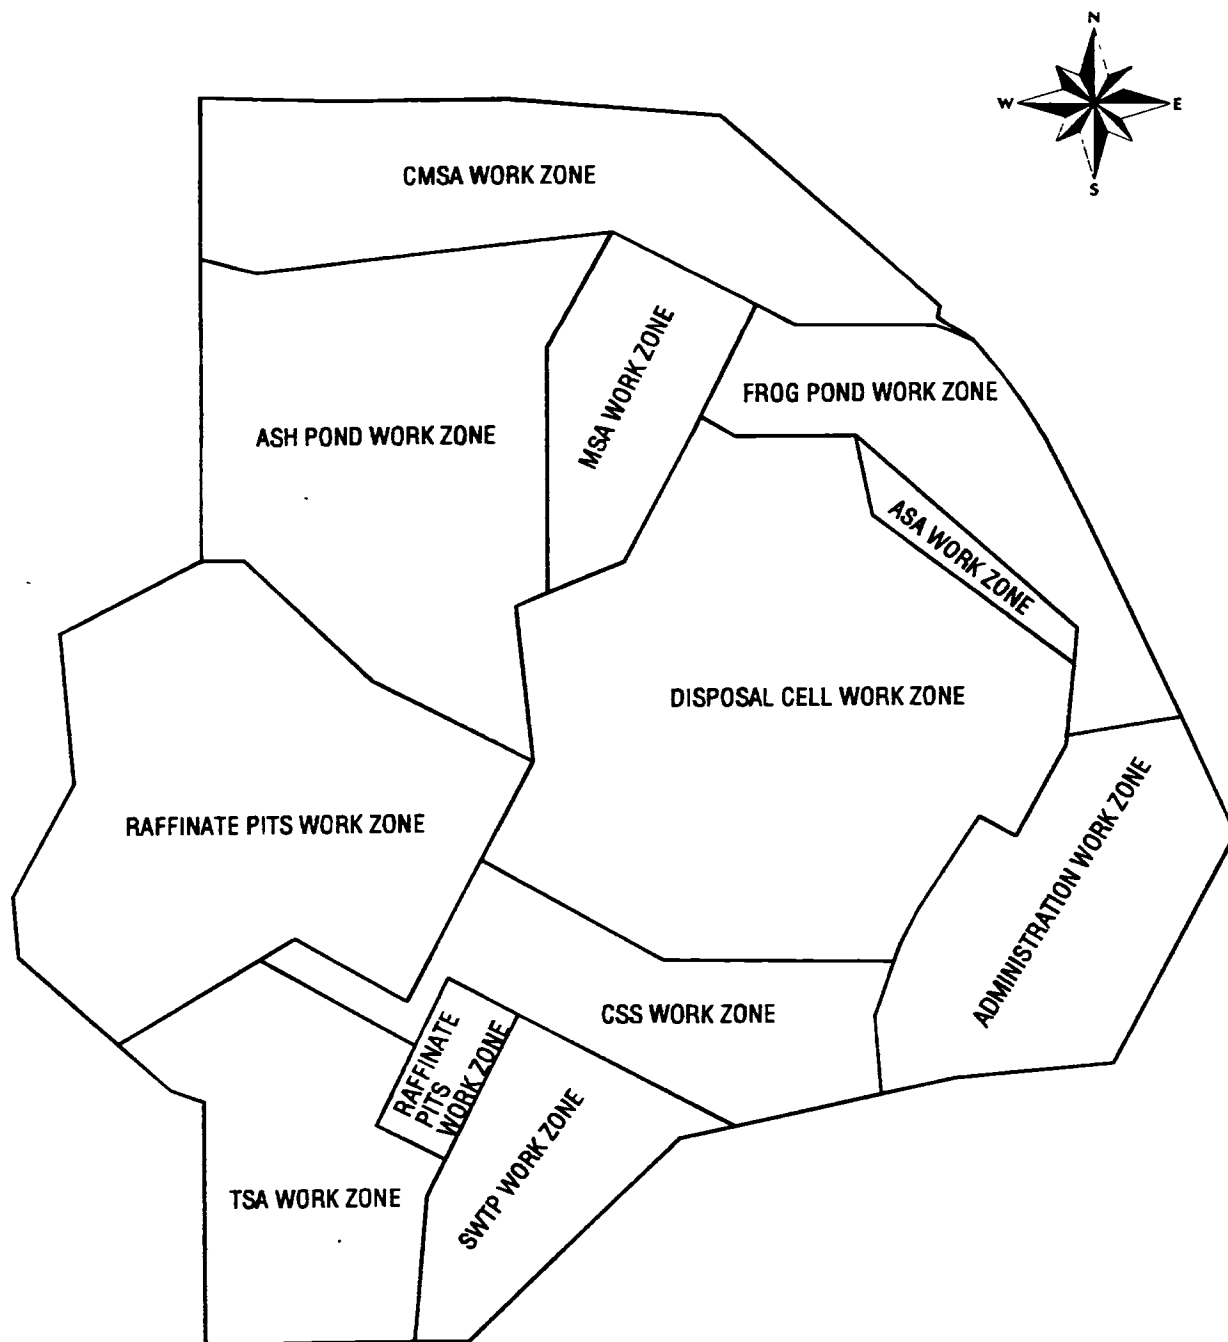 N
W E
S
CMSA WORK ZONE
MSA WORK ZONE
FROG POND WORK ZONE
ASH POND WORK ZONE
ASA WORK ZONE
DISPOSAL CELL WORK ZONE
RAFFINATE PITS WORK ZONE
ADMINISTRATION WORK ZONE
CSS WORK ZONE
RAFFINATE
PITS
WORK ZONE
SWTP WORK ZONE
TSA WORK ZONE